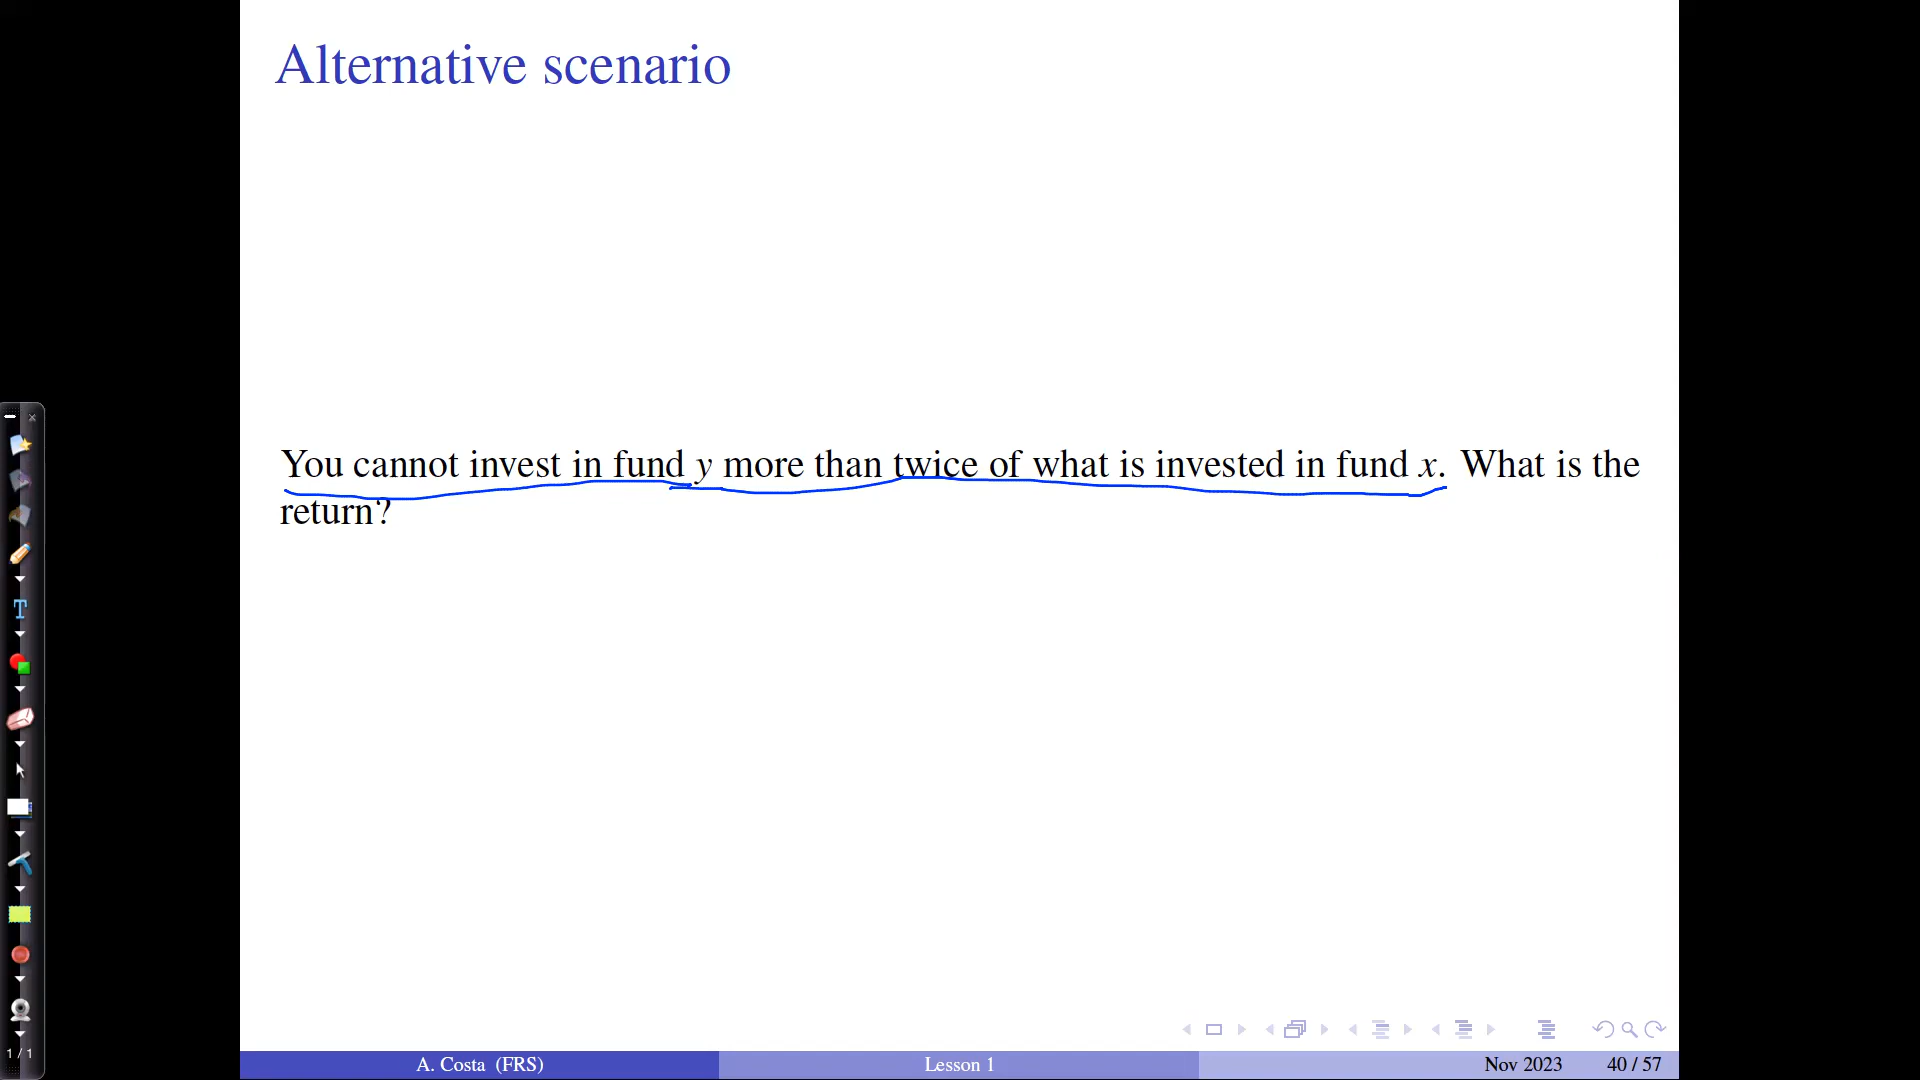 Alternative scenario
You cannot invest in fund y more than twice of what is invested in fund x. What is the
return?
T
1 / 1
A. Costa (FRS) Lesson 1 Nov 2023 40 / 57